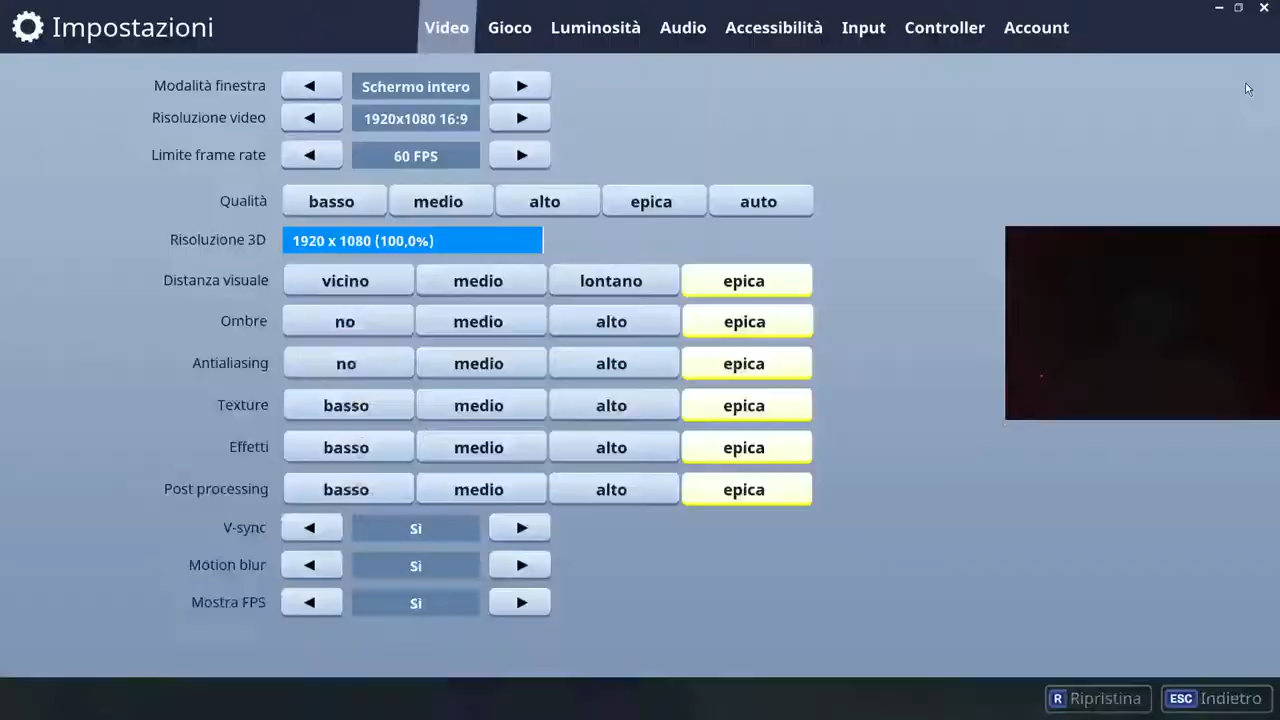 Impostazioni
Video Gioco Luminosità Audio Accessibilità Input Controller Account
Modalità finestra Schermo intero
Risoluzione video 1920x1080 16:9
Limite frame rate 60 FPS
Qualità basso medio alto epica auto
Risoluzione 3D 1920 x 1080 (100,0%)
Distanza visuale vicino medio lontano epica
Ombre no medio alto epica
Antialiasing no medio alto epica
Texture basso medio alto epica
Effetti basso medio alto epica
Post processing basso medio alto epica
V-sync Sì
Motion blur Sì
Mostra FPS Sì
R Ripristina ESC Indietro